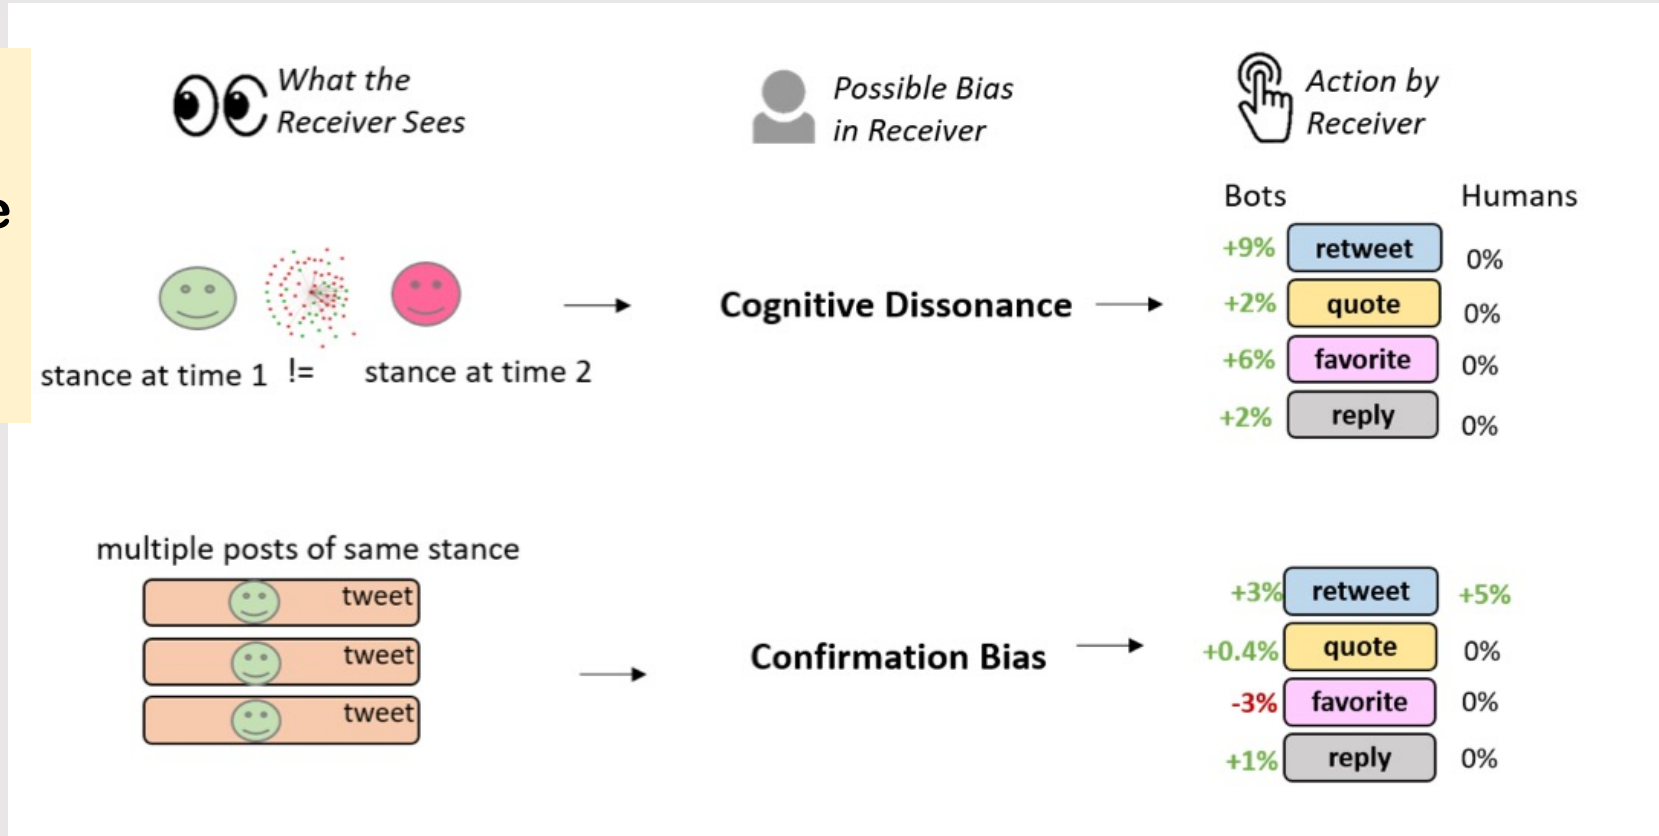 What the
Receiver Sees
Possible Bias
in Receiver
Action by
Receiver
e
Bots
Humans
+9%
retweet
0%
+2%
quote
0%
+6%
favorite
0%
+2%
reply
0%
stance at time 1 != stance at time 2
Cognitive Dissonance
multiple posts of same stance
tweet
tweet
tweet
Confirmation Bias
+3%
retweet
+5%
+0.4%
quote
0%
-3%
favorite
0%
+1%
reply
0%